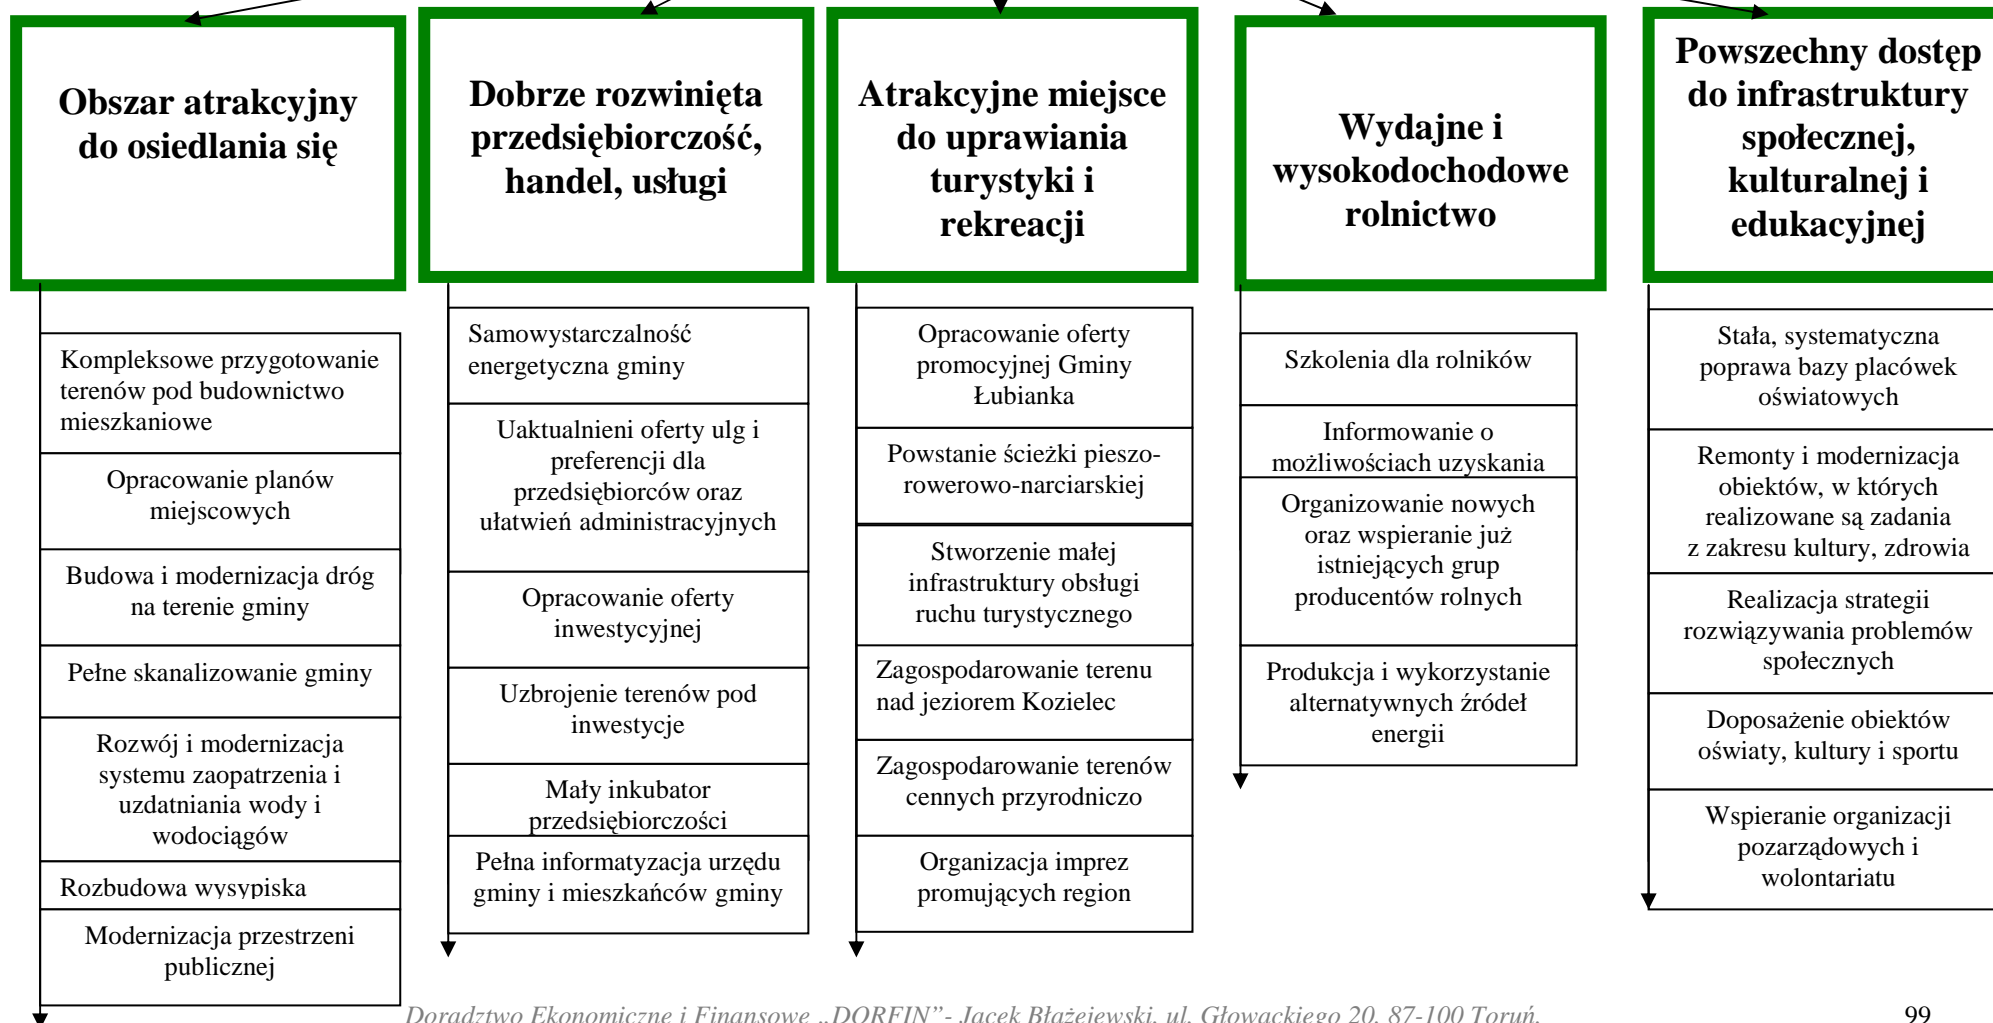 Obszar atrakcyjny
do osiedlania się
Kompleksowe przygotowanie
terenów pod budownictwo
mieszkaniowe
Opracowanie planów
miejscowych
Budowa i modernizacja dróg
na terenie gminy
Pełne skanalizowanie gminy
Rozwój i modernizacja
systemu zaopatrzenia i
uzdatniania wody i
wodociągów
Rozbudowa wysypiska
Modernizacja przestrzeni
publicznej
Dobrze rozwinięta
przedsiębiorczość,
handel, usługi
Samowystarczalność
energetyczna gminy
Uaktualnieni oferty ulg i
preferencji dla
przedsiębiorców oraz
ułatwień administracyjnych
Opracowanie oferty
inwestycyjnej
Uzbrojenie terenów pod
inwestycje
Mały inkubator
przedsiębiorczości
Pełna informatyzacja urzędu
gminy i mieszkańców gminy
Atrakcyjne miejsce
do uprawiania
turystyki i
rekreacji
Opracowanie oferty
promocyjnej Gminy
Łubianka
Powstanie ścieżki pieszo-
rowerowo-narciarskiej
Stworzenie małej
infrastruktury obsługi
ruchu turystycznego
Zagospodarowanie terenu
nad jeziorem Kozielec
Zagospodarowanie terenów
cennych przyrodniczo
Organizacja imprez
promujących region
Wydajne i
wysokodochodowe
rolnictwo
Szkolenia dla rolników
Informowanie o
możliwościach uzyskania
Organizowanie nowych
oraz wspieranie już
istniejących grup
producentów rolnych
Produkcja i wykorzystanie
alternatywnych źródeł
energii
Powszechny dostęp
do infrastruktury
społecznej,
kulturalnej i
edukacyjnej
Stała, systematyczna
poprawa bazy placówek
oświatowych
Remonty i modernizacja
obiektów, w których
realizowane są zadania
z zakresu kultury, zdrowia
Realizacja strategii
rozwiązywania problemów
społecznych
Doposażenie obiektów
oświaty, kultury i sportu
Wspieranie organizacji
pozarządowych i
wolontariatu
Doradztwo Ekonomiczne i Finansowe „DORFIN”- Jacek Błażejewski, ul. Głowackiego 20, 87-100 Toruń,
99